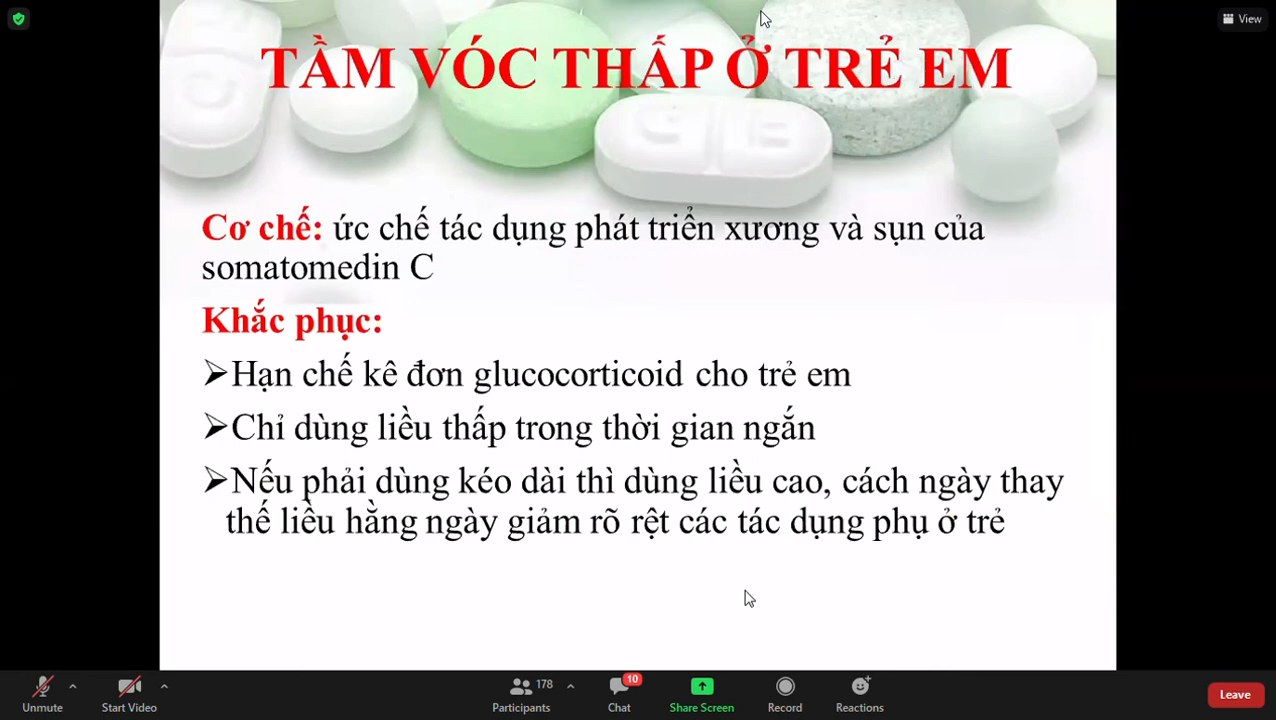 View
TẦM VÓC THẤP Ở TRẺ EM
Cơ chế: ức chế tác dụng phát triển xương và sụn của
somatomedin C
Khắc phục:
➢Hạn chế kê đơn glucocorticoid cho trẻ em
➢Chỉ dùng liều thấp trong thời gian ngắn
➢Nếu phải dùng kéo dài thì dùng liều cao, cách ngày thay
thế liều hằng ngày giảm rõ rệt các tác dụng phụ ở trẻ
Unmute
Start Video
178
Participants
10
Chat
Share Screen
Record
Reactions
Leave